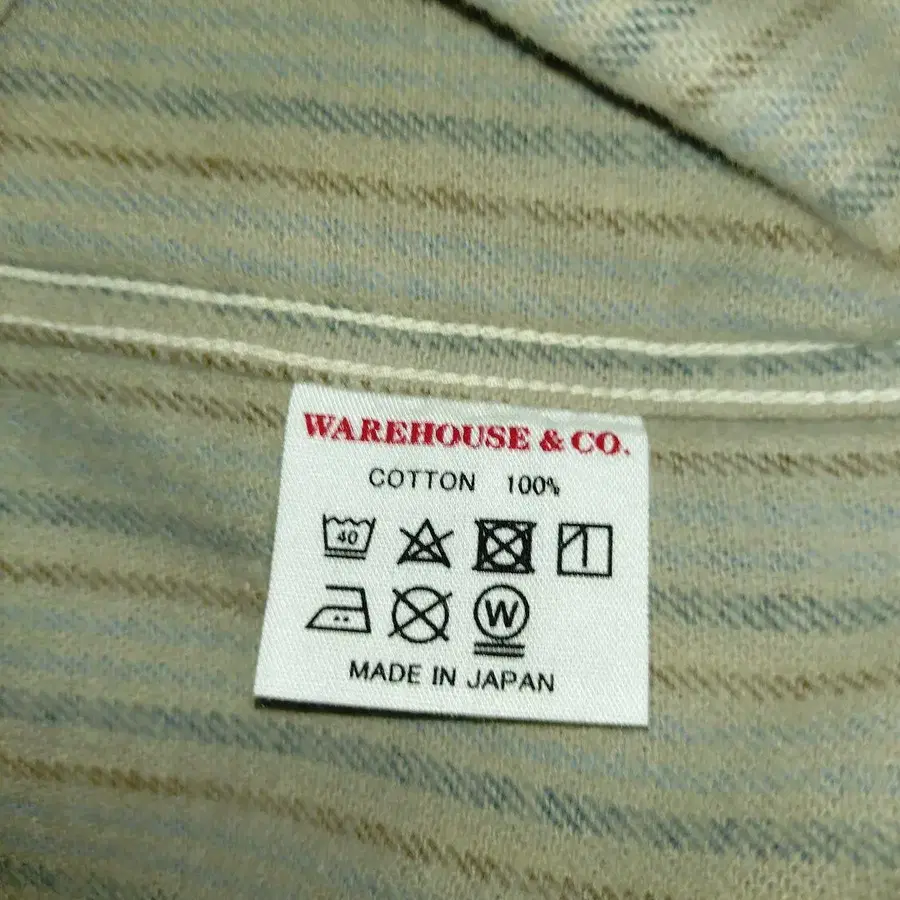 WAREHOUSE & CO.
COTTON 100%
40
W
MADE IN JAPAN